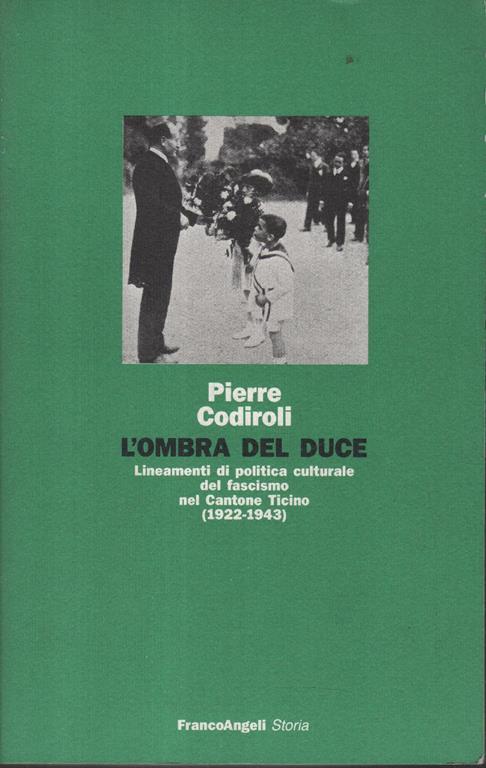 Pierre
Codiroli
L'OMBRA DEL DUCE
Lineamenti di politica culturale
del fascismo
nel Cantone Ticino
(1922-1943)
FrancoAngeli Storia